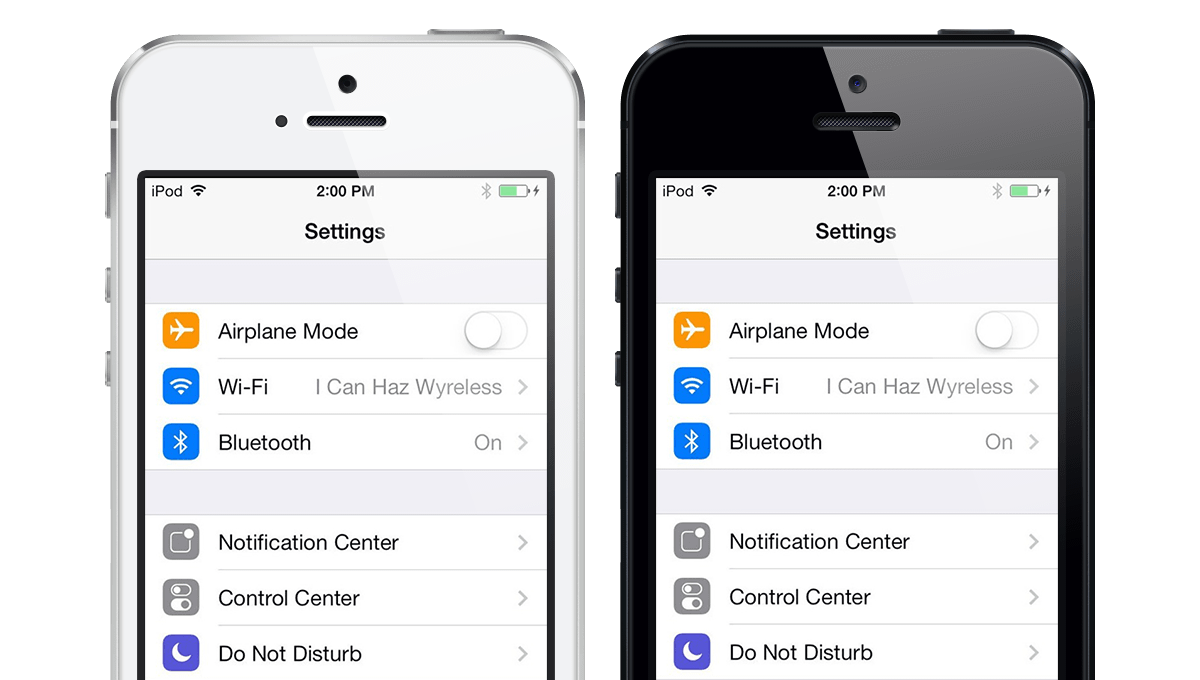 iPod 2:00 PM
Settings
Airplane Mode
Wi-Fi I Can Haz Wyreless
Bluetooth On
Notification Center
Control Center
Do Not Disturb
iPod 2:00 PM
Settings
Airplane Mode
Wi-Fi I Can Haz Wyreless
Bluetooth On
Notification Center
Control Center
Do Not Disturb